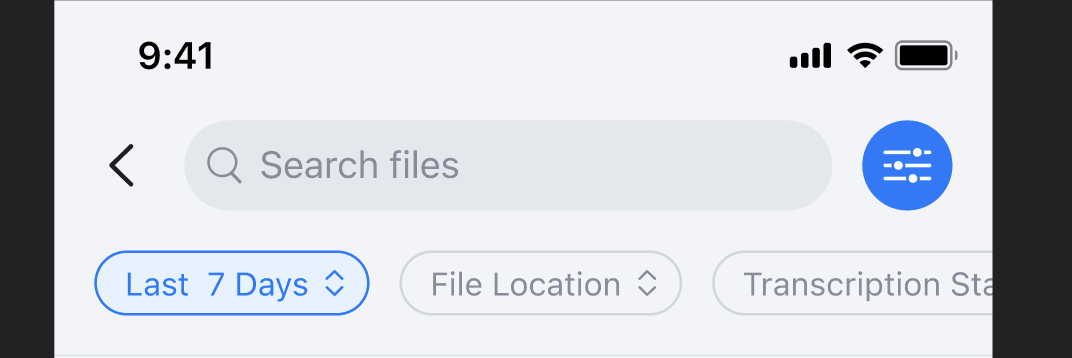 9:41
Search files
Last  7 Days
File Location
Transcription Sta